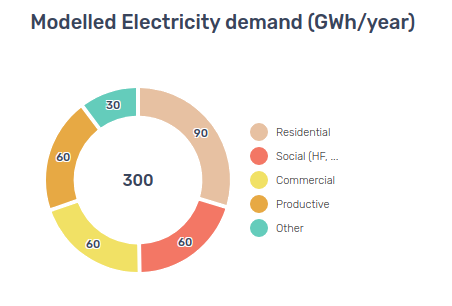 Modelled Electricity demand (GWh/year)
30
90
60
300
60
60
Residential
Social (HF, ...
Commercial
Productive
Other